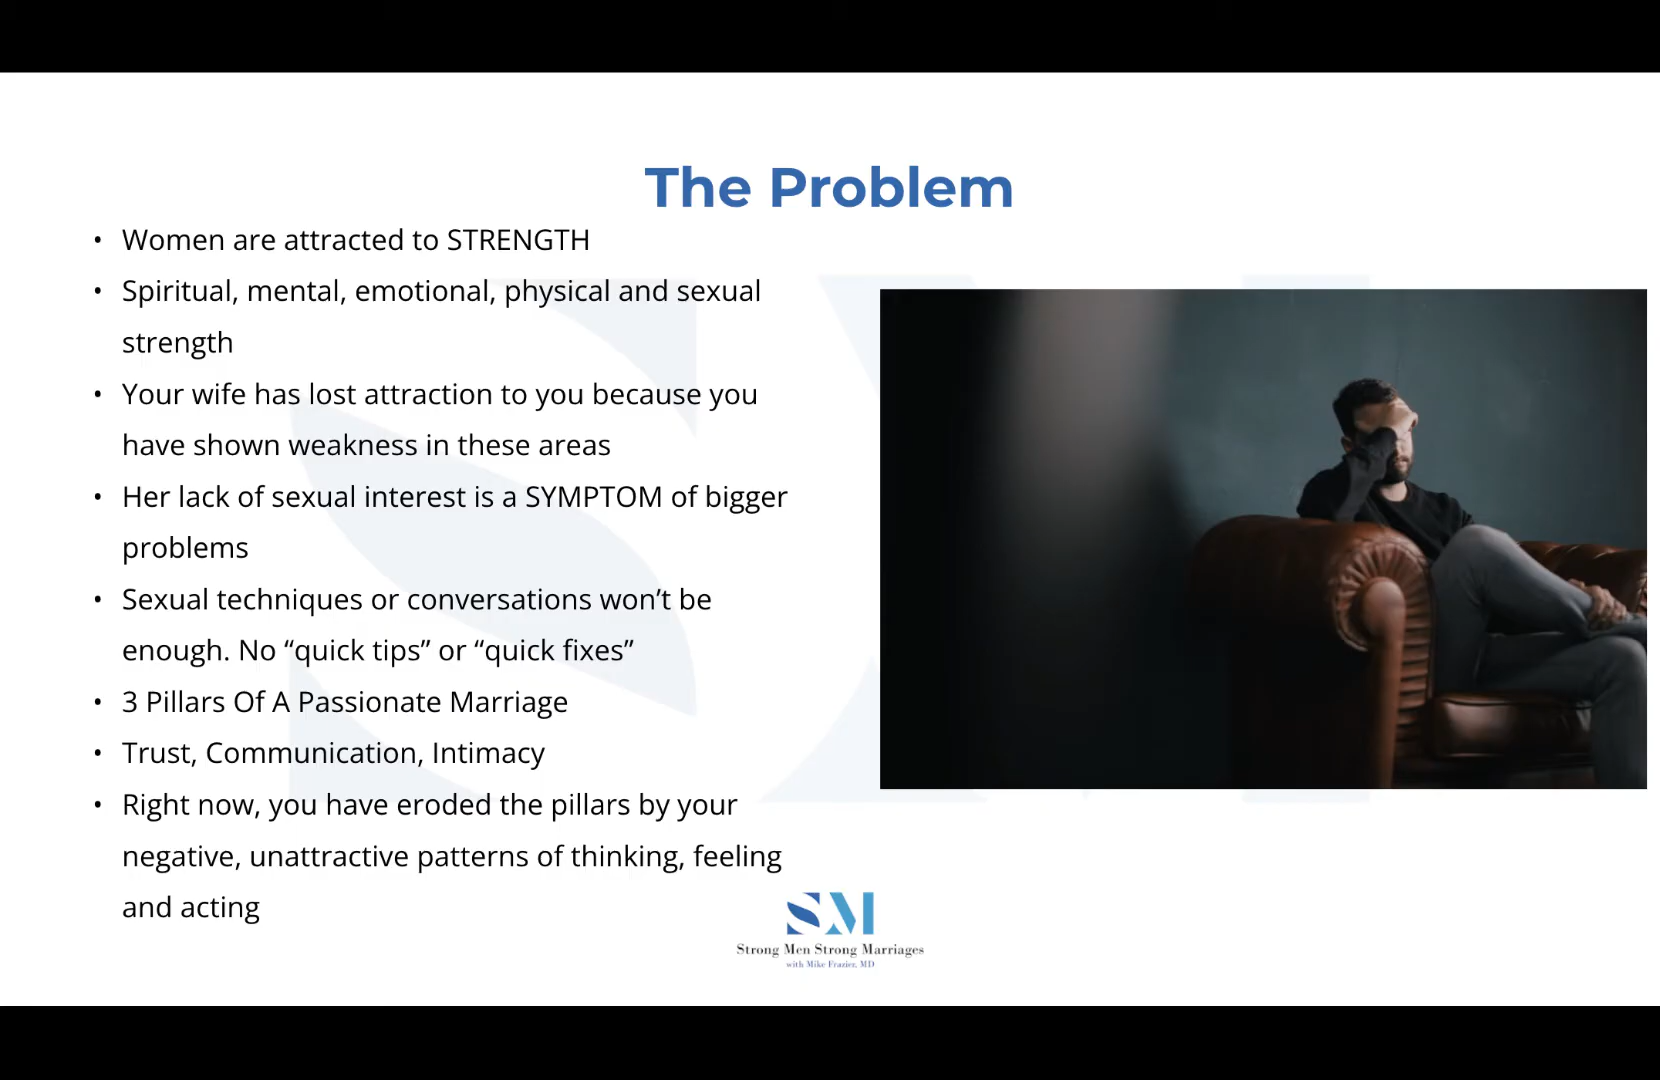 The Problem
• Women are attracted to STRENGTH
• Spiritual, mental, emotional, physical and sexual
strength
• Your wife has lost attraction to you because you
have shown weakness in these areas
• Her lack of sexual interest is a SYMPTOM of bigger
problems
• Sexual techniques or conversations won’t be
enough. No “quick tips” or “quick fixes”
• 3 Pillars Of A Passionate Marriage
• Trust, Communication, Intimacy
• Right now, you have eroded the pillars by your
negative, unattractive patterns of thinking, feeling
and acting
SM
Strong Men Strong Marriages
with Mike Frazier, MD